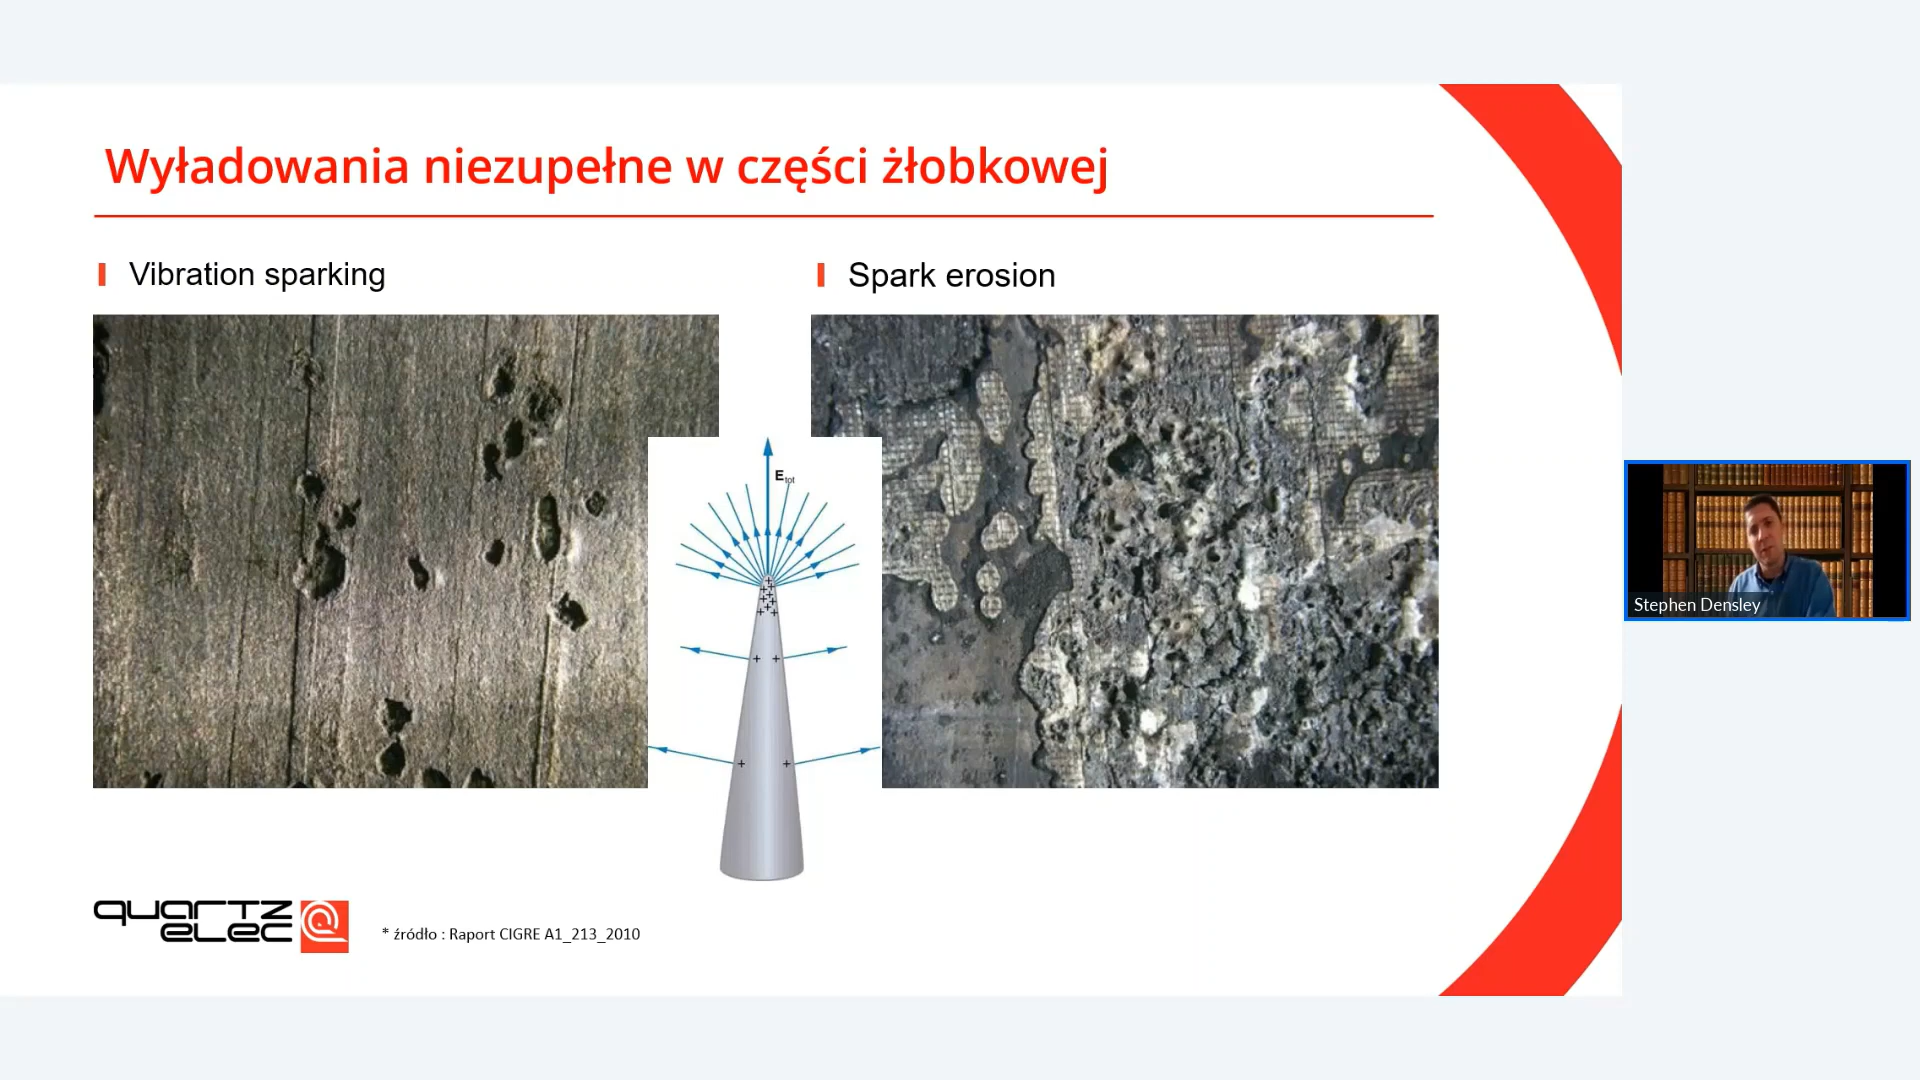 Wyładowania niezupełne w części żłobkowej
Vibration sparking
Spark erosion
E tot
+ + + + + + + + + +
+ +
+ +
Stephen Densley
quartz
elec
* źródło : Raport CIGRE A1_213_2010